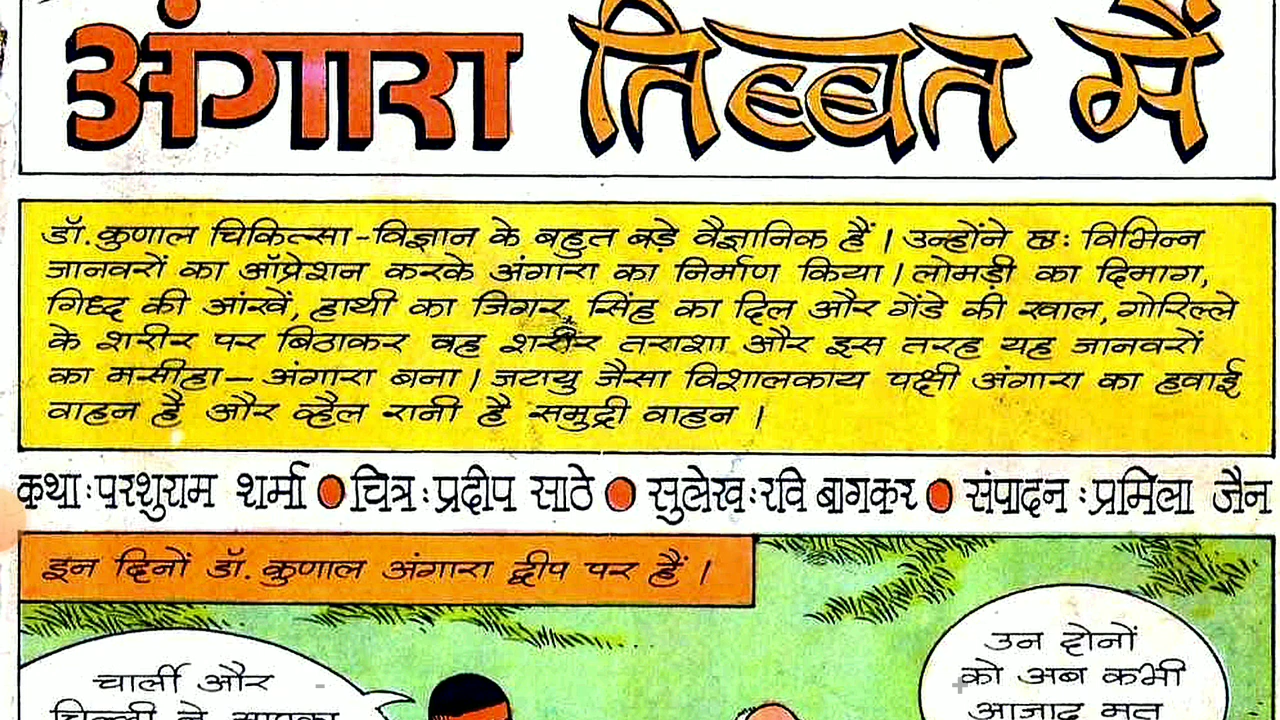 अंगारा तिब्बत में
डॉ. कुणाल चिकित्सा-विज्ञान के बहुत बड़े वैज्ञानिक हैं। उन्होंने छः विभिन्न
जानवरों का ऑप्रेशन करके अंगारा का निर्माण किया। लोमड़ी का दिमाग,
गिध्द की आंखें, हाथी का जिगर, सिंह का दिल और गेंडे की खाल, गोरिल्ले
के शरीर पर बिठाकर वह शरीर तराशा और इस तरह यह जानवरों
का मसीहा— अंगारा बना। जटायु जैसा विशालकाय पक्षी अंगारा का हवाई
वाहन है और व्हैल रानी है समुद्री वाहन।
कथा: परशुराम शर्मा ● चित्र: प्रदीप साठे ● सुलेख: रवि बागकर ● संपादन: प्रमिला जैन
इन दिनों डॉ. कुणाल अंगारा द्वीप पर हैं।
चार्ली और
उन दोनों
को अब कभी
आजाद मत